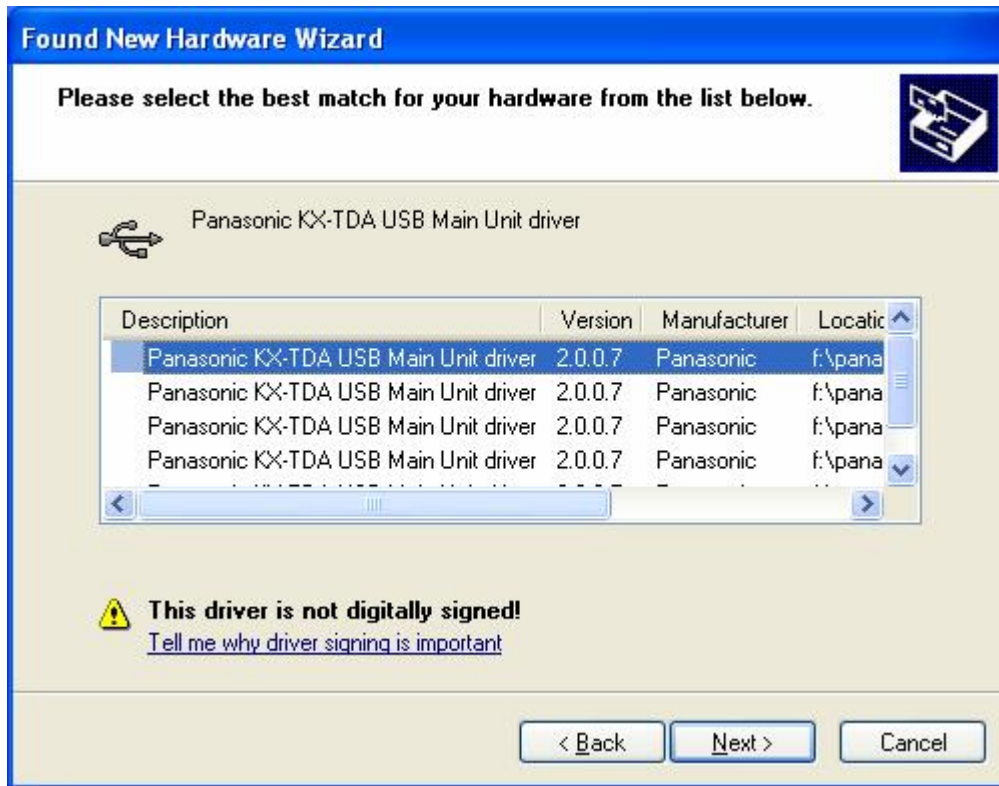 Found New Hardware Wizard
Please select the best match for your hardware from the list below.
Panasonic KX-TDA USB Main Unit driver
Description Version Manufacturer Locatic
Panasonic KX-TDA USB Main Unit driver 2.0.0.7 Panasonic f:\pana
Panasonic KX-TDA USB Main Unit driver 2.0.0.7 Panasonic f:\pana
Panasonic KX-TDA USB Main Unit driver 2.0.0.7 Panasonic f:\pana
Panasonic KX-TDA USB Main Unit driver 2.0.0.7 Panasonic f:\pana
This driver is not digitally signed!
Tell me why driver signing is important
< Back Next > Cancel